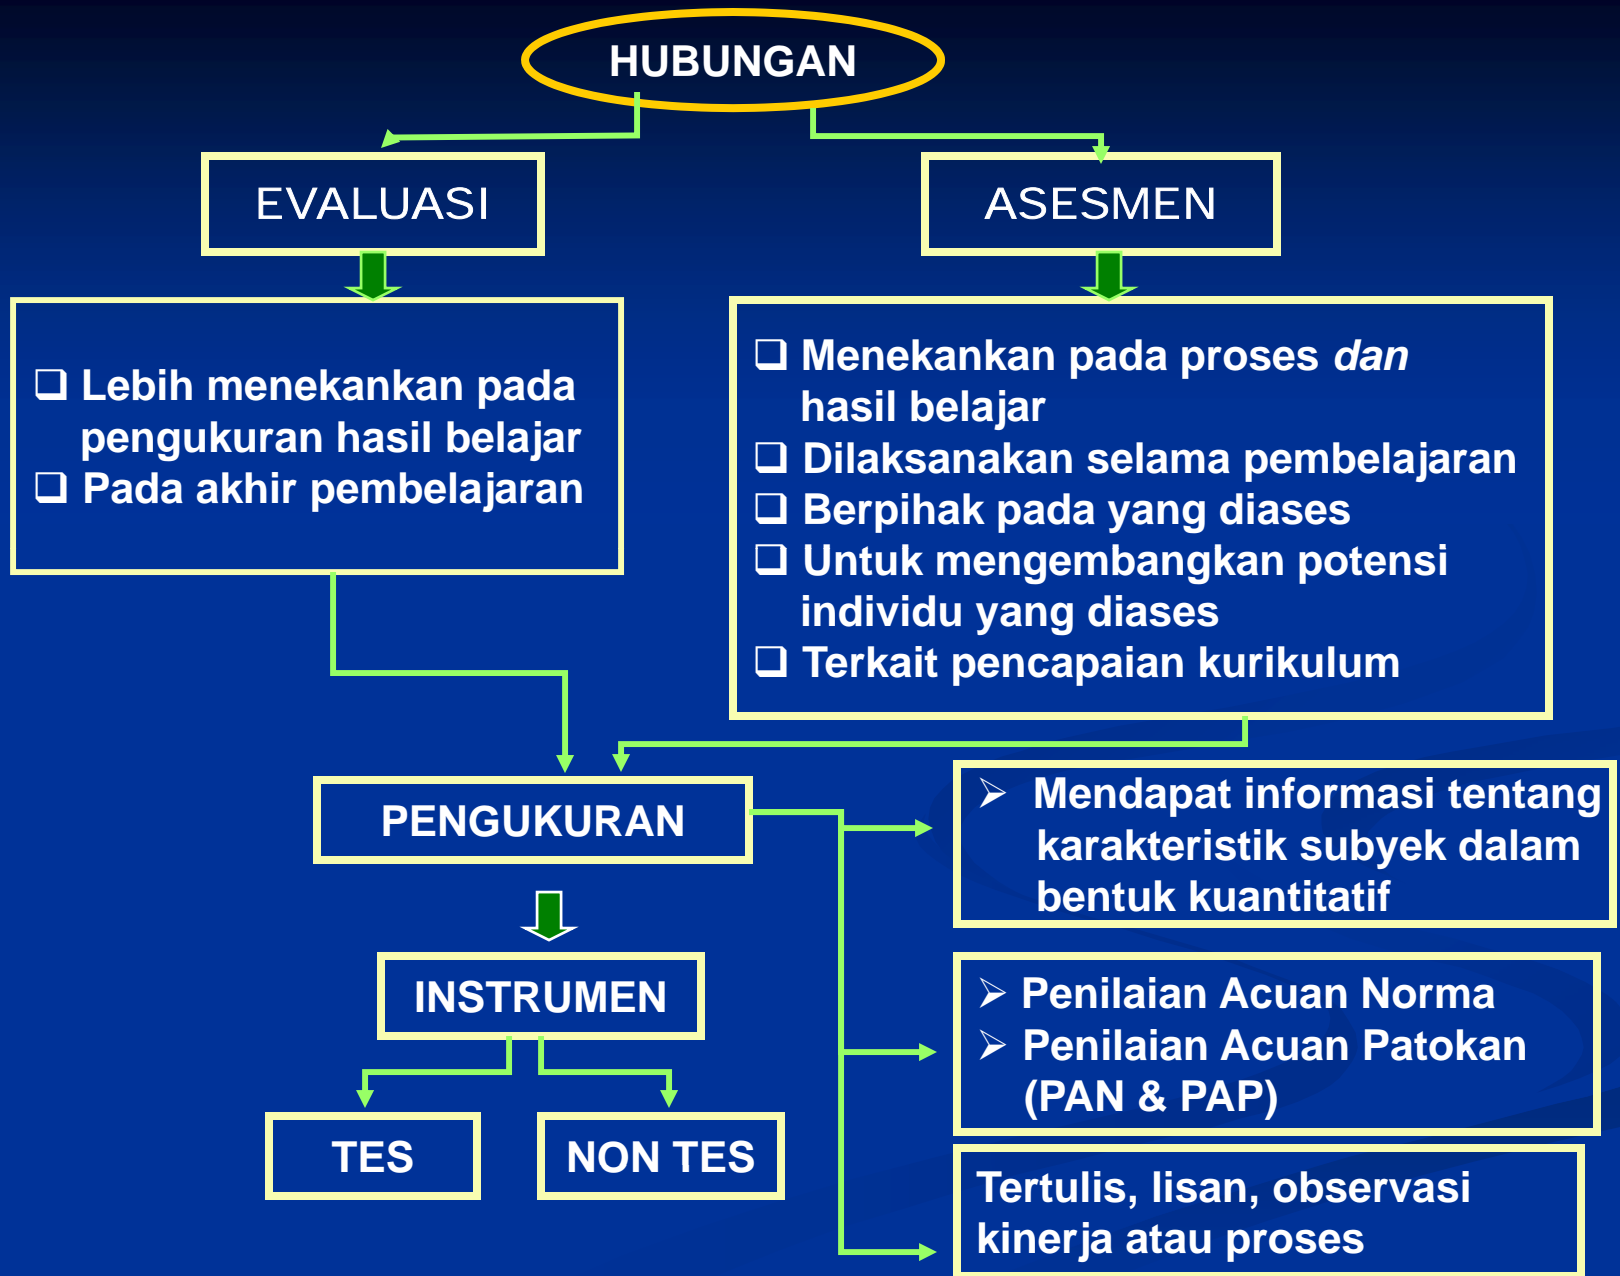 HUBUNGAN
EVALUASI
ASESMEN
❑ Lebih menekankan pada
pengukuran hasil belajar
❑ Pada akhir pembelajaran
❑ Menekankan pada proses dan
hasil belajar
❑ Dilaksanakan selama pembelajaran
❑ Berpihak pada yang diases
❑ Untuk mengembangkan potensi
individu yang diases
❑ Terkait pencapaian kurikulum
PENGUKURAN
➢ Mendapat informasi tentang
karakteristik subyek dalam
bentuk kuantitatif
INSTRUMEN
➢ Penilaian Acuan Norma
➢ Penilaian Acuan Patokan
(PAN & PAP)
TES
NON TES
Tertulis, lisan, observasi
kinerja atau proses